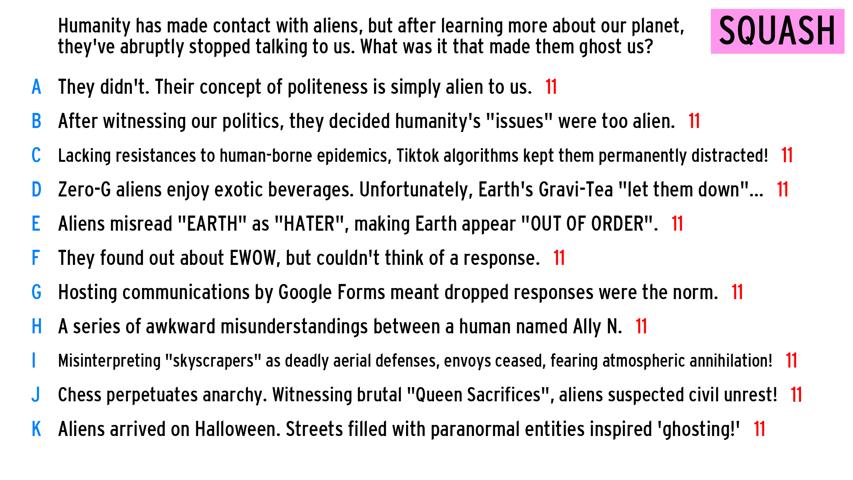 Humanity has made contact with aliens, but after learning more about our planet,
they've abruptly stopped talking to us. What was it that made them ghost us?
SQUASH
A They didn't. Their concept of politeness is simply alien to us. 11
B After witnessing our politics, they decided humanity's "issues" were too alien. 11
C Lacking resistances to human-borne epidemics, Tiktok algorithms kept them permanently distracted! 11
D Zero-G aliens enjoy exotic beverages. Unfortunately, Earth's Gravi-Tea "let them down"... 11
E Aliens misread "EARTH" as "HATER", making Earth appear "OUT OF ORDER". 11
F They found out about EWOW, but couldn't think of a response. 11
G Hosting communications by Google Forms meant dropped responses were the norm. 11
H A series of awkward misunderstandings between a human named Ally N. 11
I Misinterpreting "skyscrapers" as deadly aerial defenses, envoys ceased, fearing atmospheric annihilation! 11
J Chess perpetuates anarchy. Witnessing brutal "Queen Sacrifices", aliens suspected civil unrest! 11
K Aliens arrived on Halloween. Streets filled with paranormal entities inspired 'ghosting!' 11